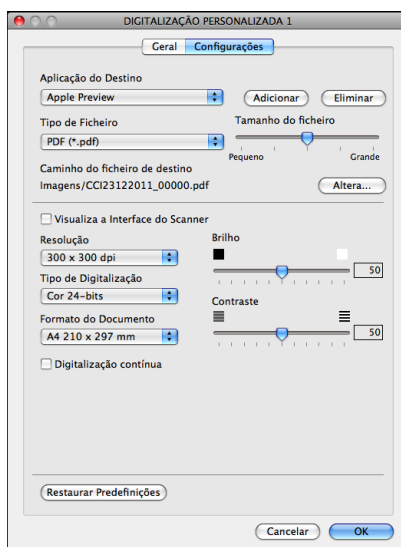 DIGITALIZAÇÃO PERSONALIZADA 1
Geral Configurações
Aplicação do Destino
Apple Preview Adicionar Eliminar
Tipo de Ficheiro Tamanho do ficheiro
PDF (*.pdf)
Pequeno Grande
Caminho do ficheiro de destino
Imagens/CCI23122011_00000.pdf Altera...
Visualiza a Interface do Scanner
Resolução Brilho
300 x 300 dpi 50
Tipo de Digitalização
Cor 24-bits Contraste
Formato do Documento
A4 210 x 297 mm 50
Digitalização contínua
Restaurar Predefinições
Cancelar OK